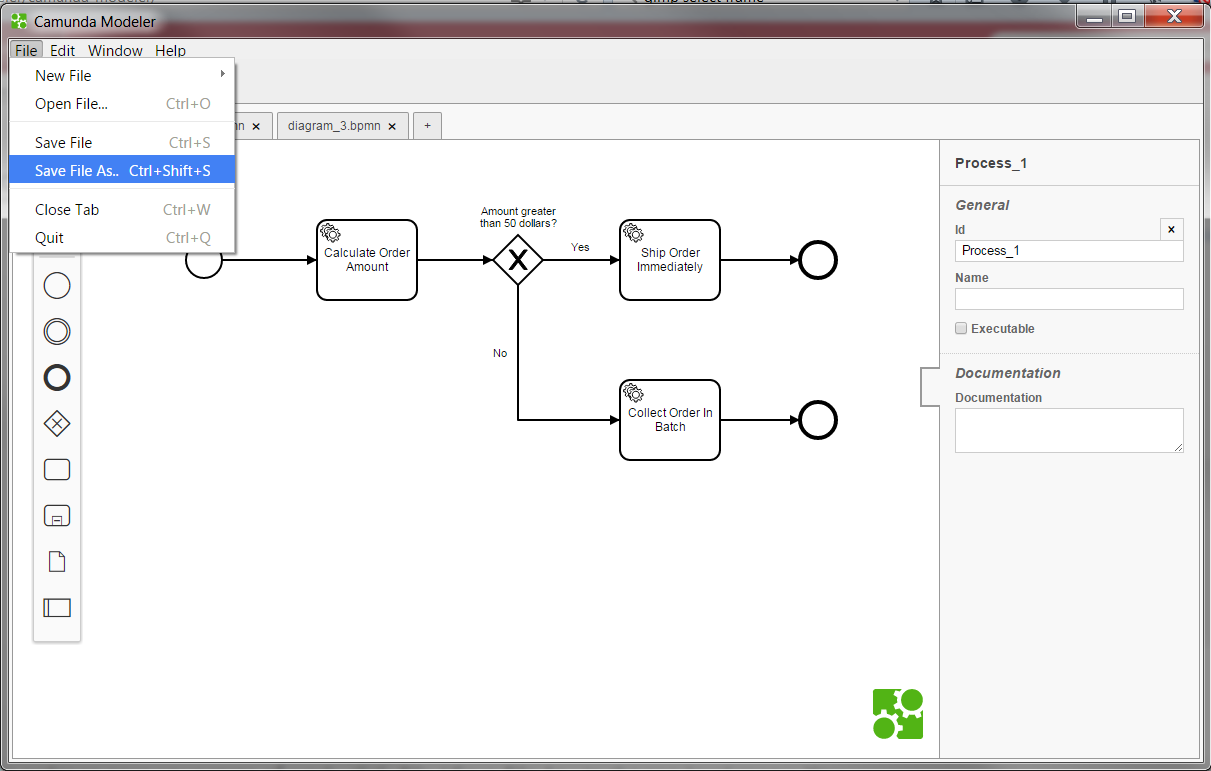 Camunda Modeler
File Edit Window Help
New File
Open File... Ctrl+O
Save File Ctrl+S
Save File As.. Ctrl+Shift+S
Close Tab Ctrl+W
Quit Ctrl+Q
diagram_3.bpmn
+
Amount greater
than 50 dollars?
Calculate Order
Amount
Yes
Ship Order
Immediately
No
Collect Order In
Batch
Process_1
General
Id
Process_1
Name
Executable
Documentation
Documentation